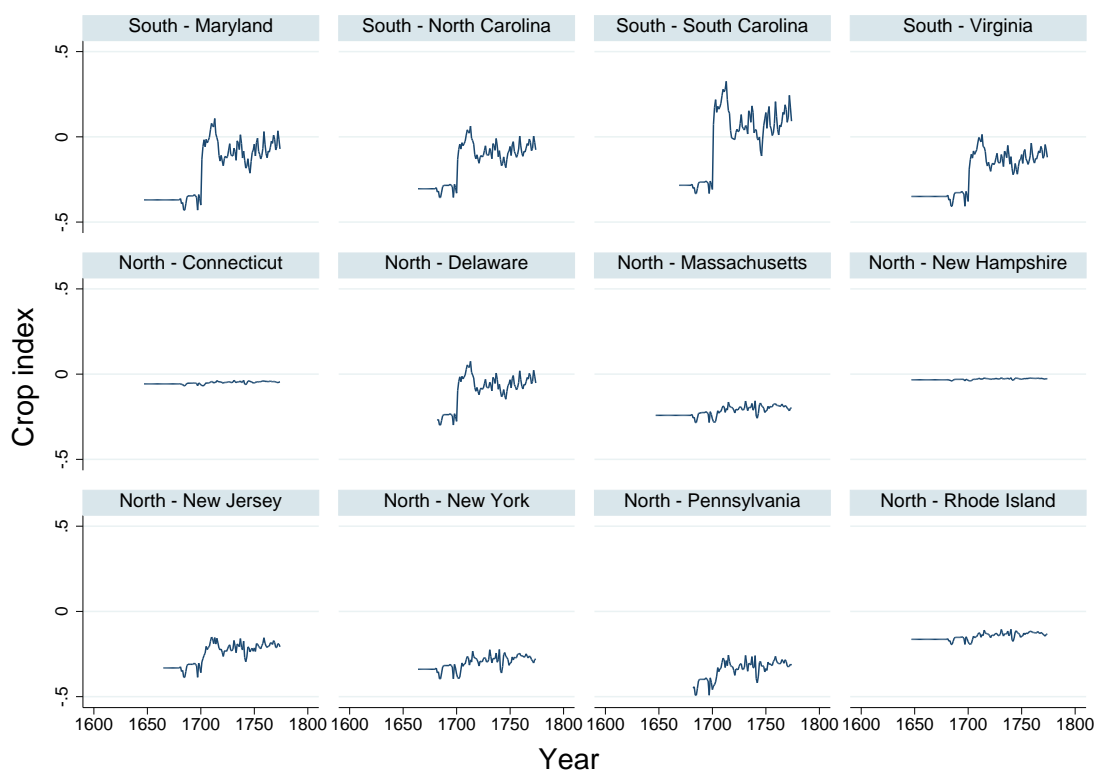 South - Maryland
South - North Carolina
South - South Carolina
South - Virginia
.5
0
-.5
North - Connecticut
North - Delaware
North - Massachusetts
North - New Hampshire
.5
0
-.5
North - New Jersey
North - New York
North - Pennsylvania
North - Rhode Island
.5
0
-.5
Crop index
1600 1650 1700 1750 1800 1600 1650 1700 1750 1800 1600 1650 1700 1750 1800 1600 1650 1700 1750 1800
Year